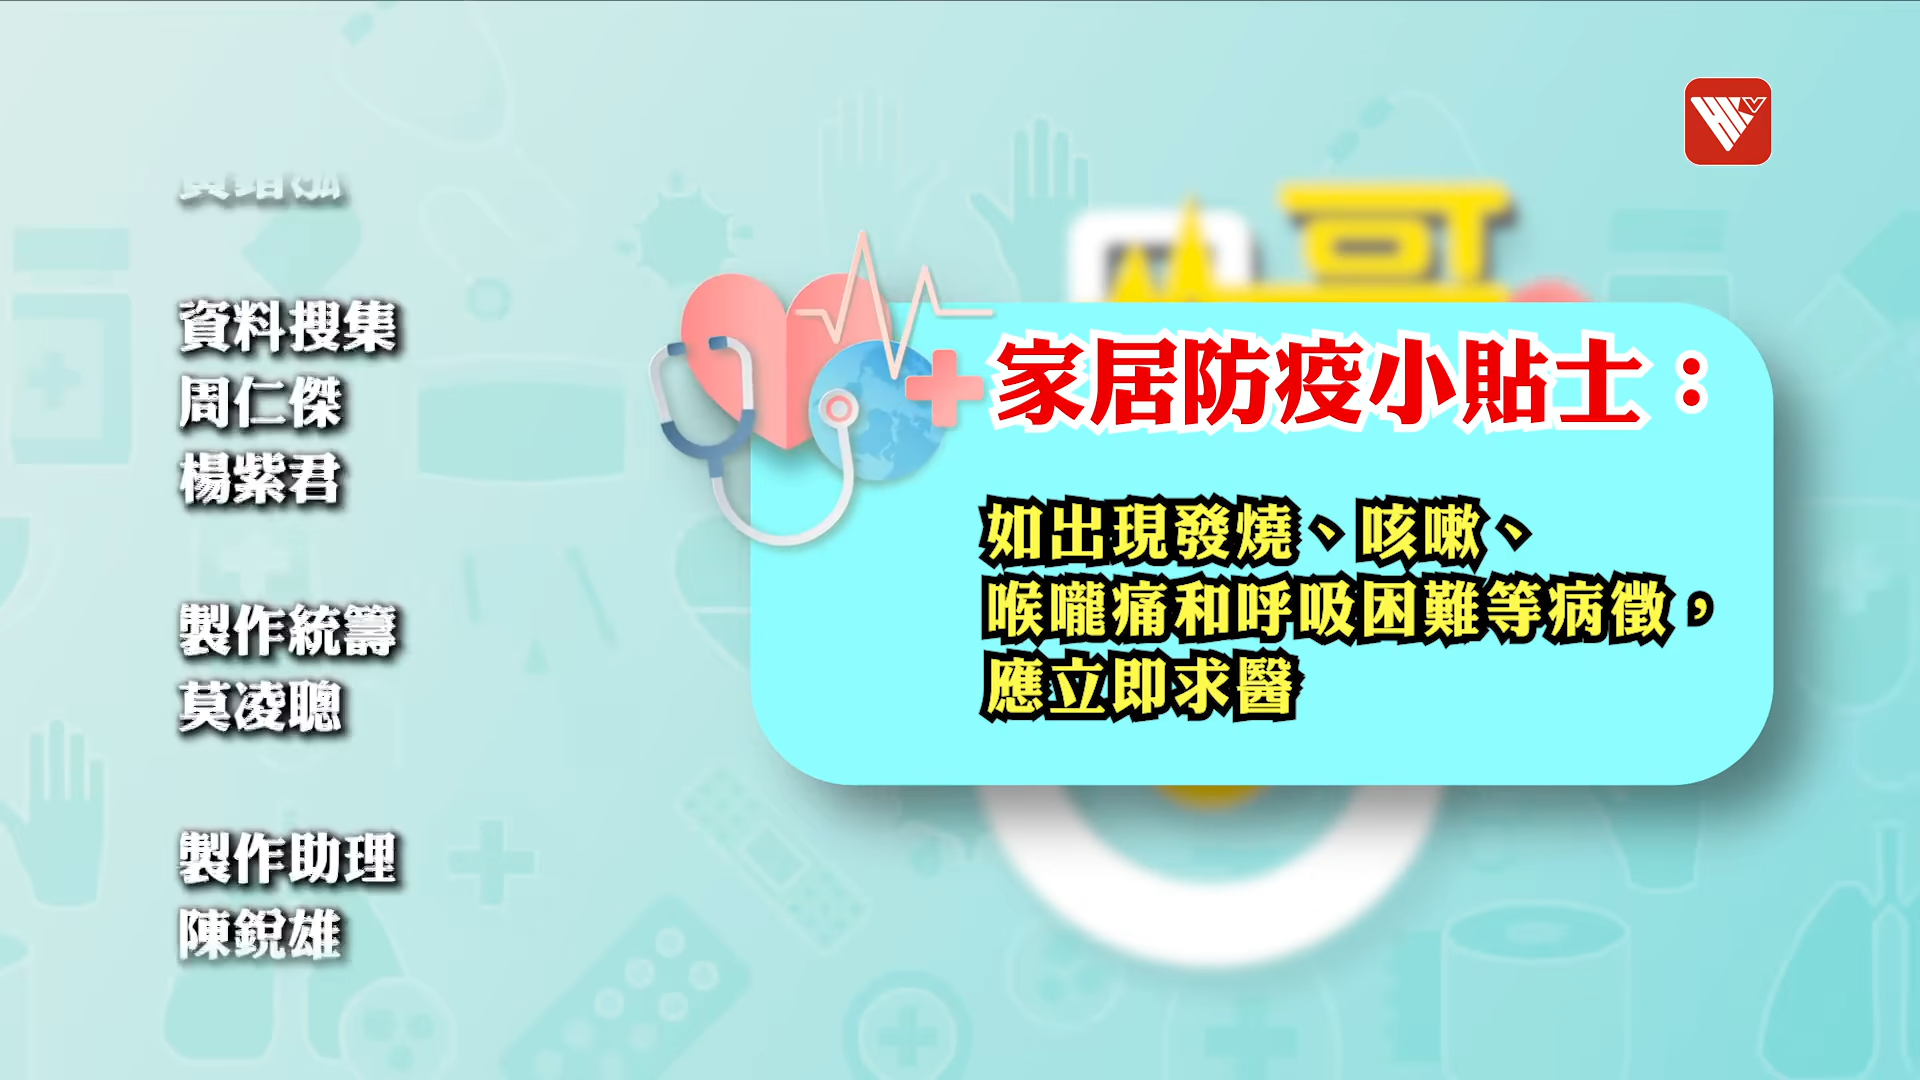 資料搜集
周仁傑
楊紫君
製作統籌
莫凌聰
製作助理
陳銳雄
哥
家居防疫小貼士：
如出現發燒、咳嗽、
喉嚨痛和呼吸困難等病徵，
應立即求醫